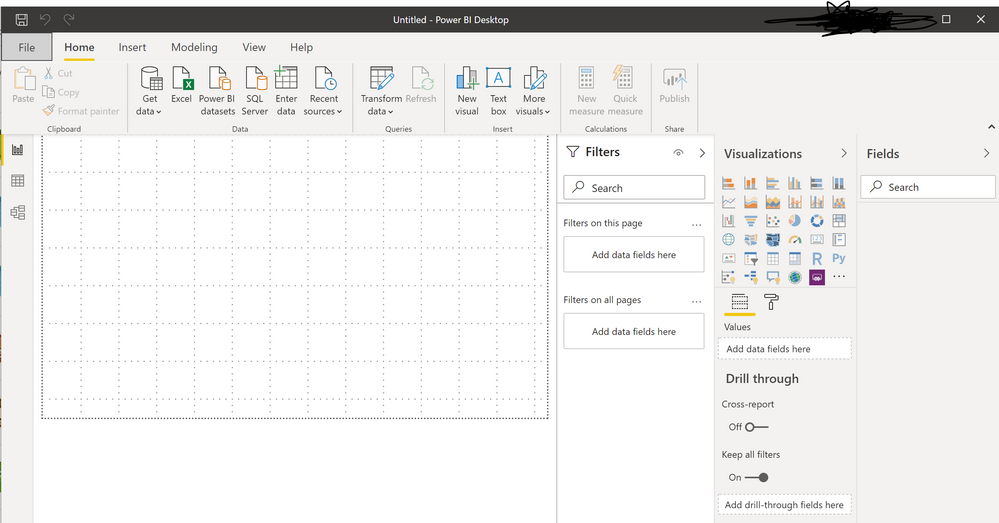 Untitled - Power BI Desktop
File Home Insert Modeling View Help
Paste
Cut
Copy
Format painter
Clipboard
Get data
Excel
Power BI datasets
SQL Server
Enter data
Recent sources
Data
Transform data
Refresh
Queries
New visual
Text box
More visuals
Insert
New measure
Quick measure
Calculations
Publish
Share
Filters
Search
Filters on this page
...
Add data fields here
Filters on all pages
...
Add data fields here
Visualizations
R Py
...
Values
Add data fields here
Drill through
Cross-report
Off
Keep all filters
On
Add drill-through fields here
Fields
Search